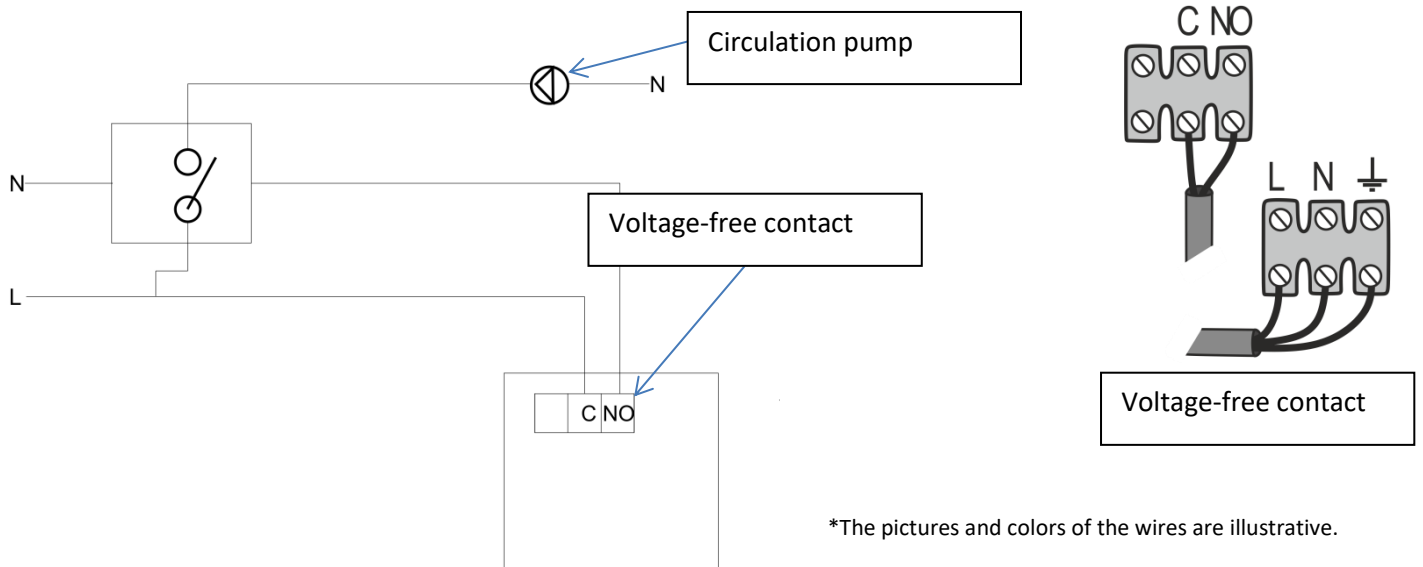 C NO
Circulation pump
N
L N
N
Voltage-free contact
L
Voltage-free contact
C NO
*The pictures and colors of the wires are illustrative.